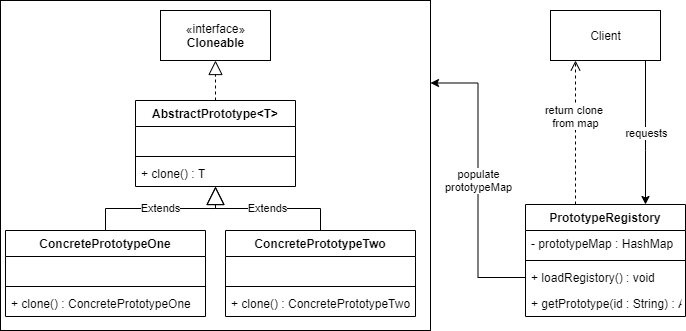 «interface»
Cloneable
AbstractPrototype<T>
+ clone() : T
Extends
Extends
ConcretePrototypeOne
+ clone() : ConcretePrototypeOne
ConcretePrototypeTwo
+ clone() : ConcretePrototypeTwo
populate
prototypeMap
Client
return clone
from map
requests
PrototypeRegistory
- prototypeMap : HashMap
+ loadRegistory() : void
+ getPrototype(id : String) : A